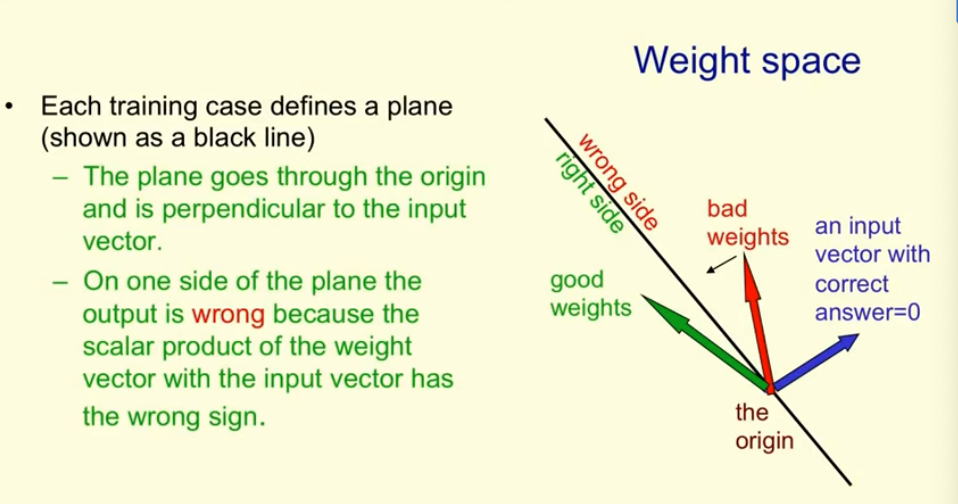 Weight space
• Each training case defines a plane
(shown as a black line)
– The plane goes through the origin
and is perpendicular to the input
vector.
– On one side of the plane the
output is wrong because the
scalar product of the weight
vector with the input vector has
the wrong sign.
wrong side
right side
bad
weights
an input
vector with
correct
answer=0
good
weights
the
origin